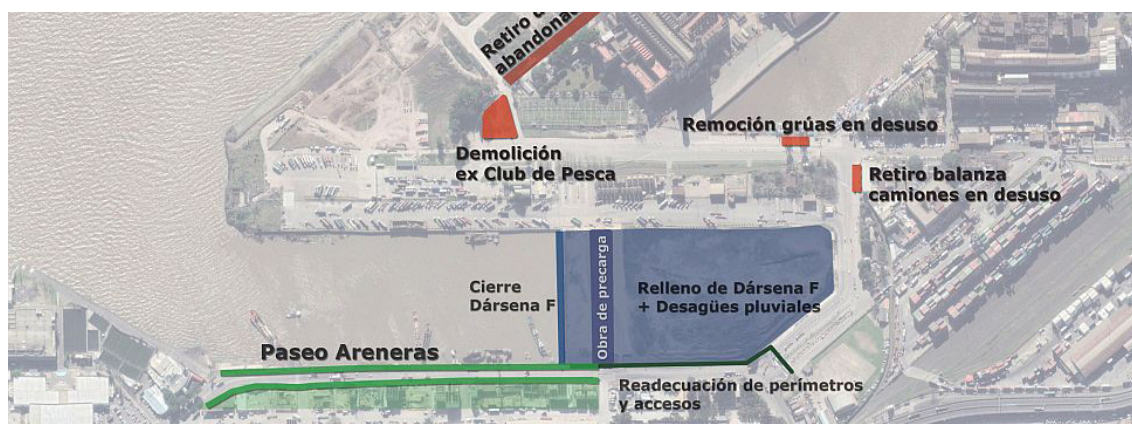 Retiro
abandona
Remoción grúas en desuso
Demolición
ex Club de Pesca
Retiro balanza
camiones en desuso
Cierre
Dársena F
Obra de precarga
Relleno de Dársena F
+ Desagües pluviales
Paseo Areneras
Readecuación de perímetros
y accesos